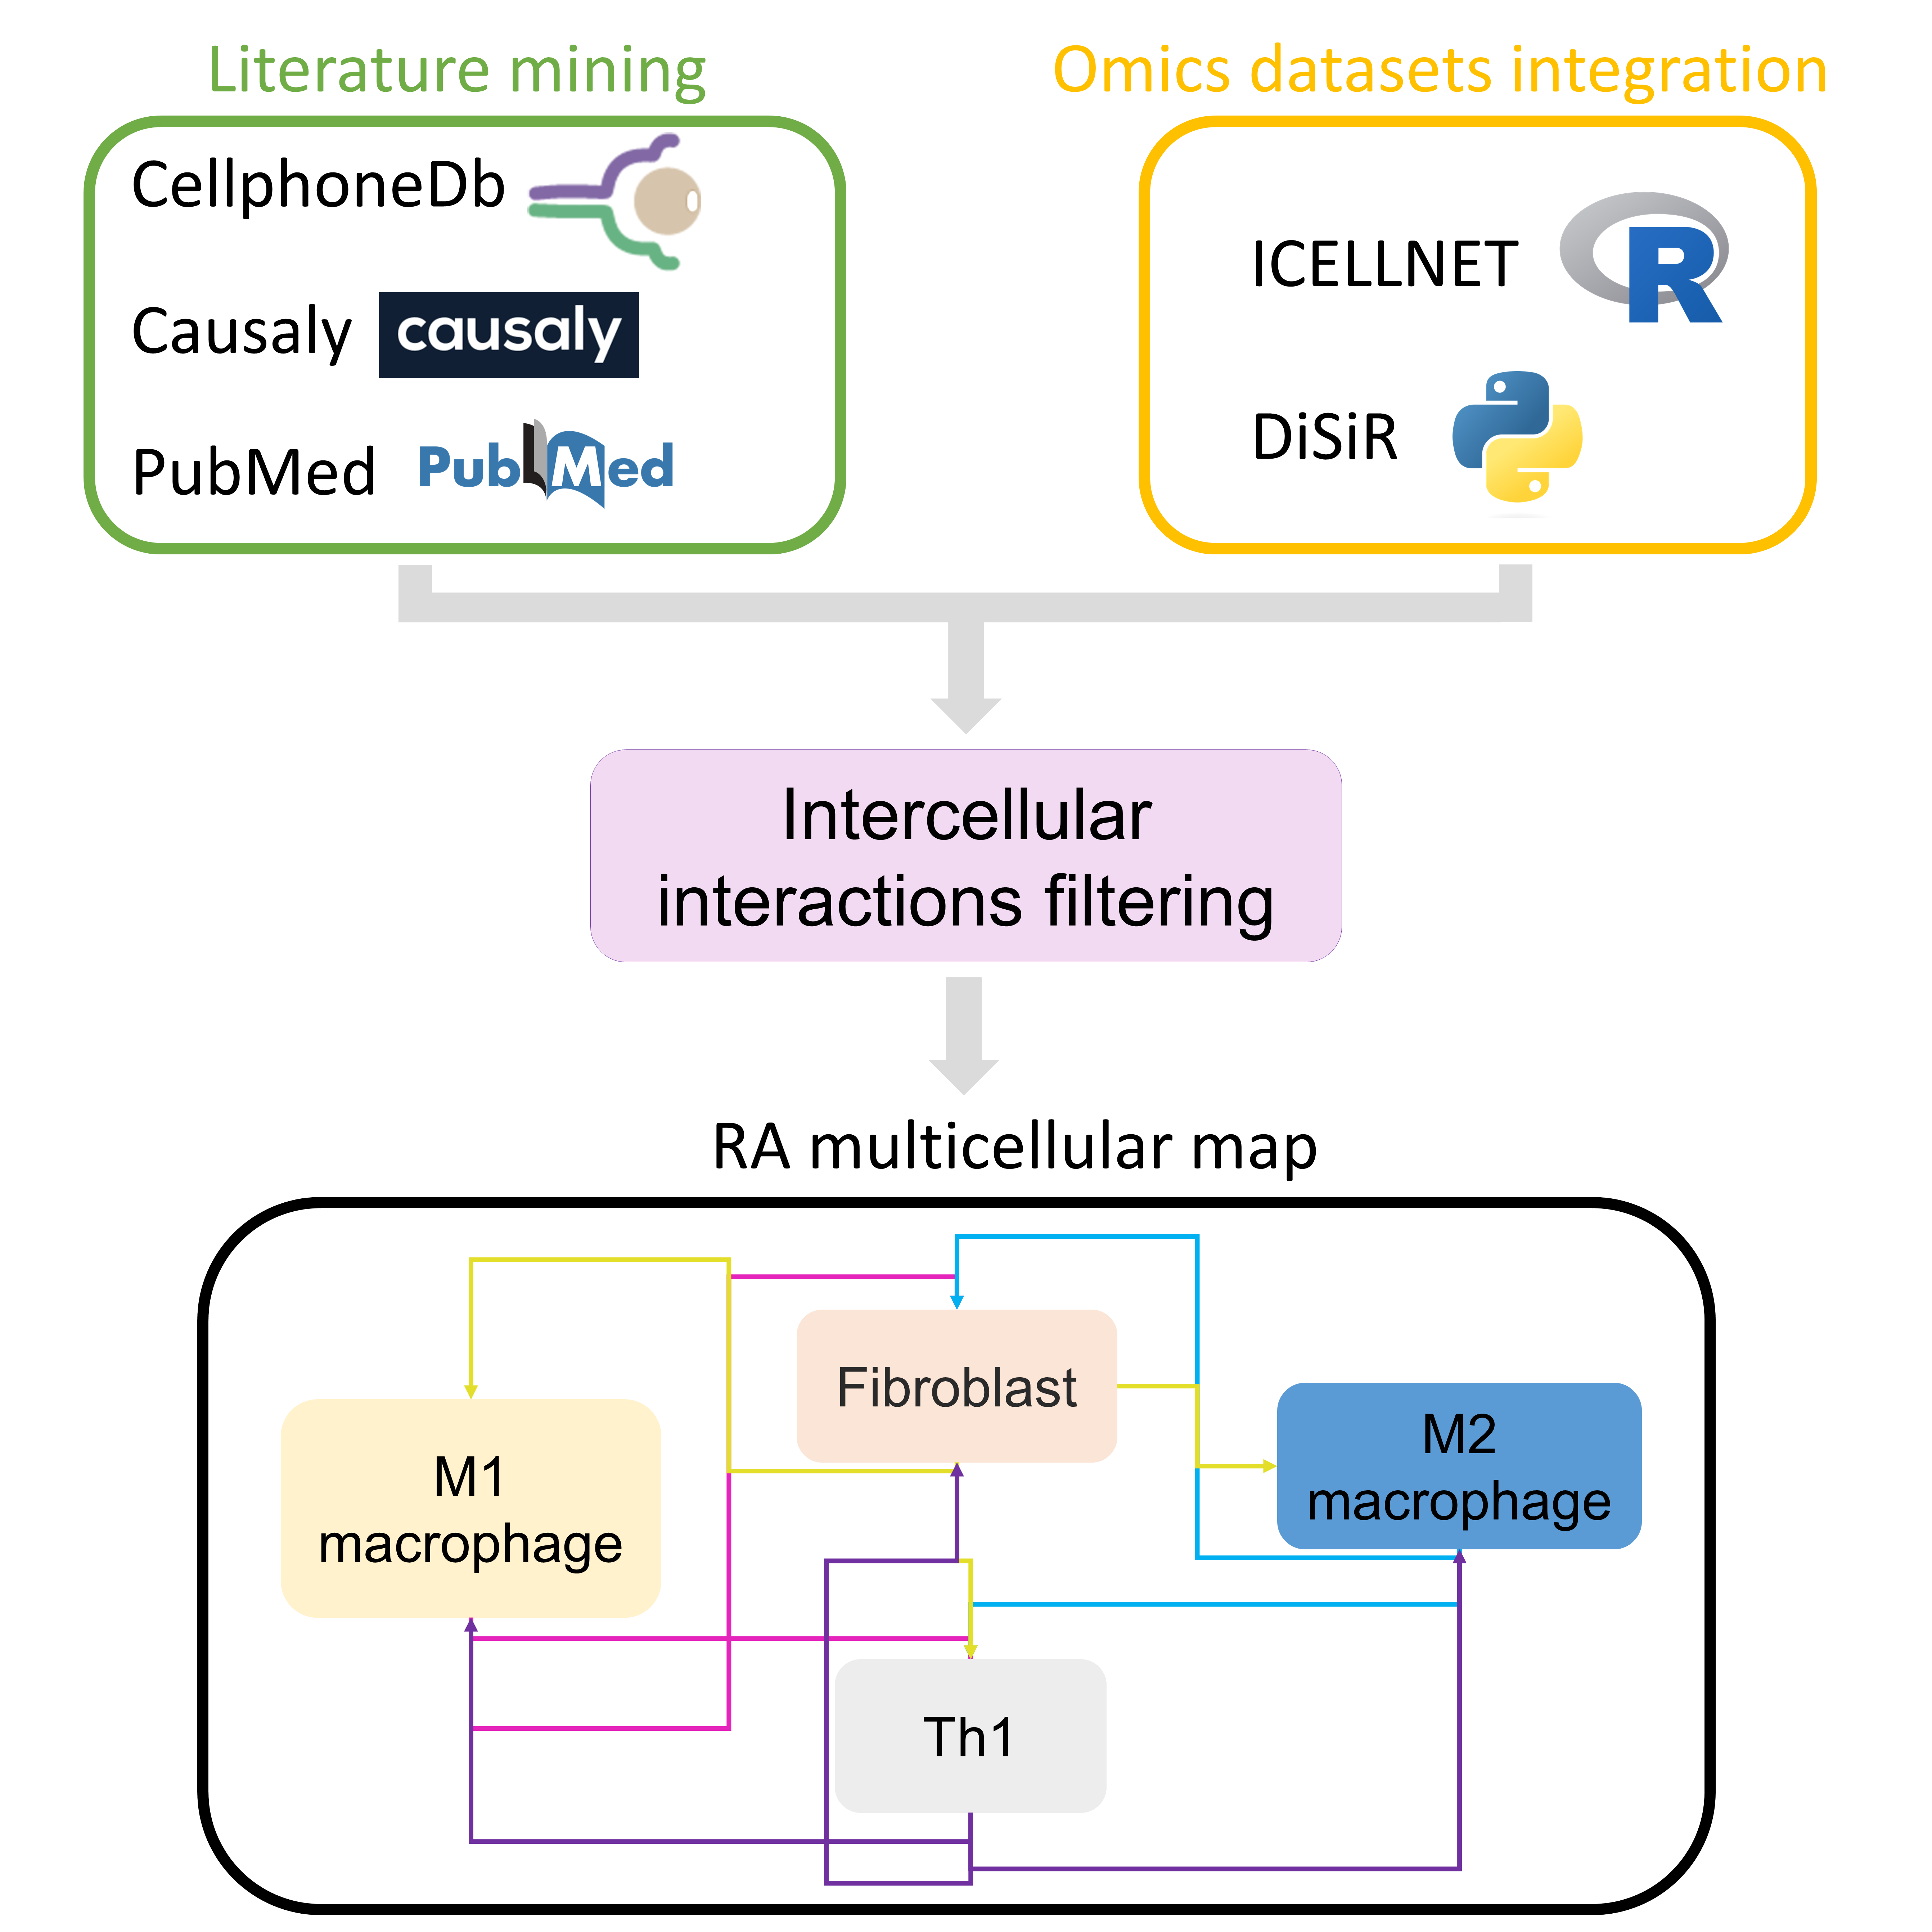 Literature mining
CellphoneDb
Causaly causaly
PubMed PubMed
Omics datasets integration
ICELLNET R
DiSiR
Intercellular
interactions filtering
RA multicellular map
Fibroblast
M1
macrophage
M2
macrophage
Th1